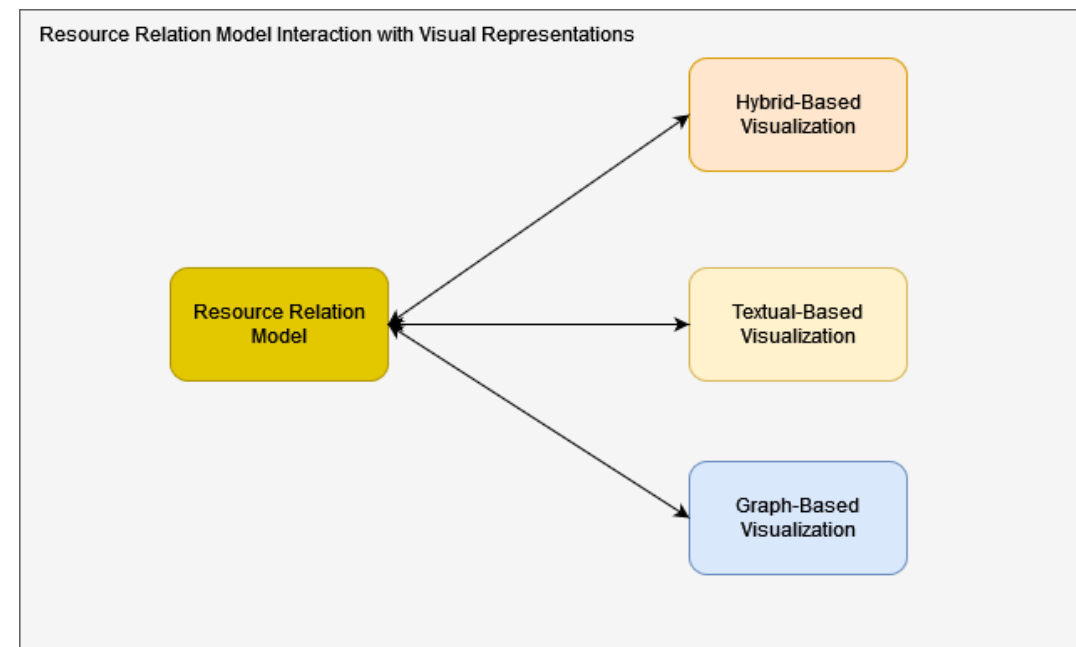 Resource Relation Model Interaction with Visual Representations
Hybrid-Based
Visualization
Resource Relation
Model
Textual-Based
Visualization
Graph-Based
Visualization